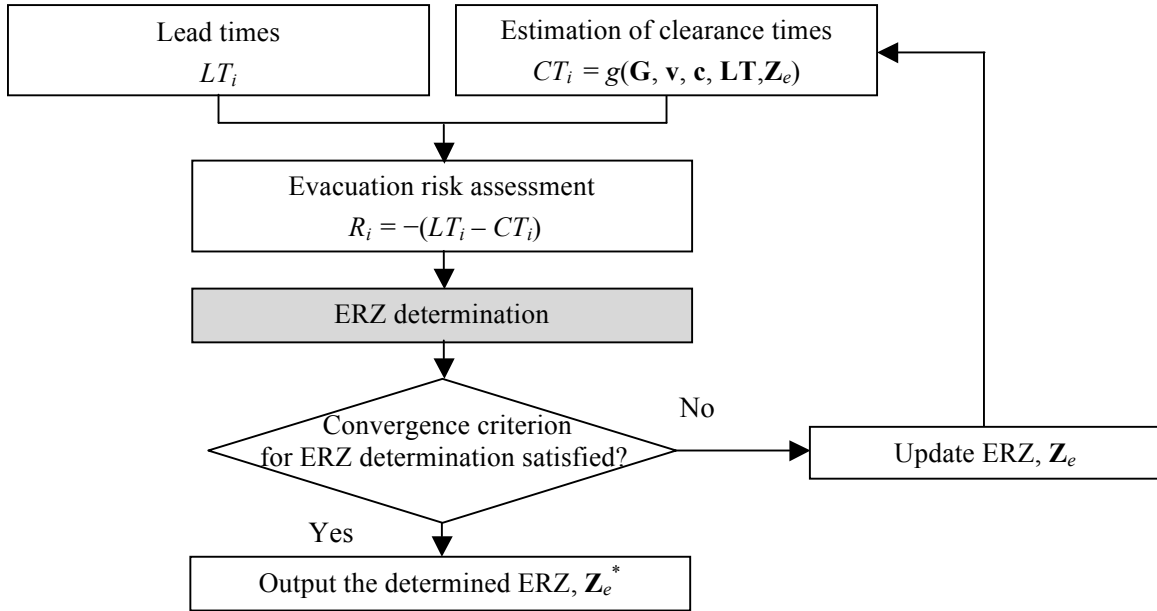 Lead times
LTᵢ
Estimation of clearance times
CTᵢ = g(G, v, c, LT,Zₑ)
Evacuation risk assessment
Rᵢ = −(LTᵢ – CTᵢ)
ERZ determination
Convergence criterion
for ERZ determination satisfied?
No
Update ERZ, Zₑ
Yes
Output the determined ERZ, Zₑ*